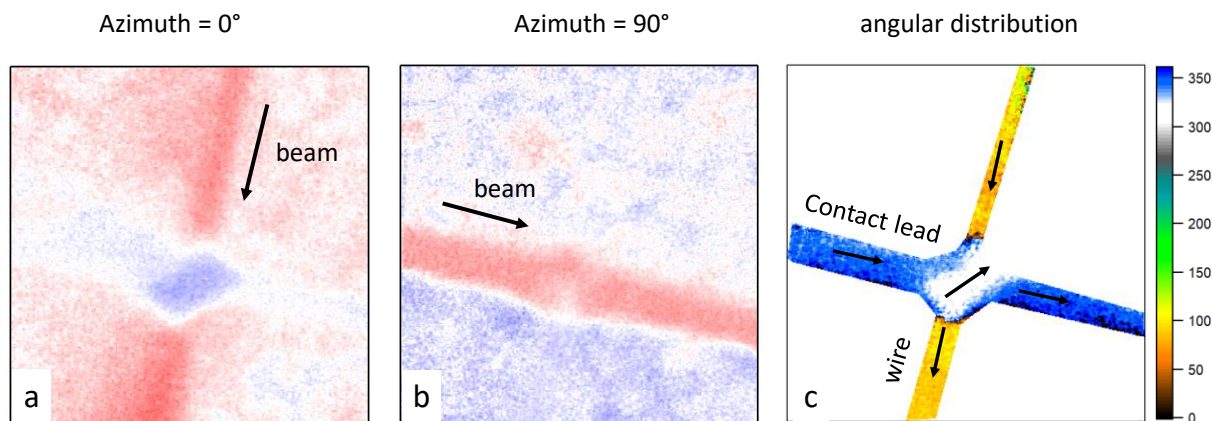 Azimuth = 0°
Azimuth = 90°
angular distribution
beam
a
beam
b
Contact lead
wire
c
350
300
250
200
150
100
50
0